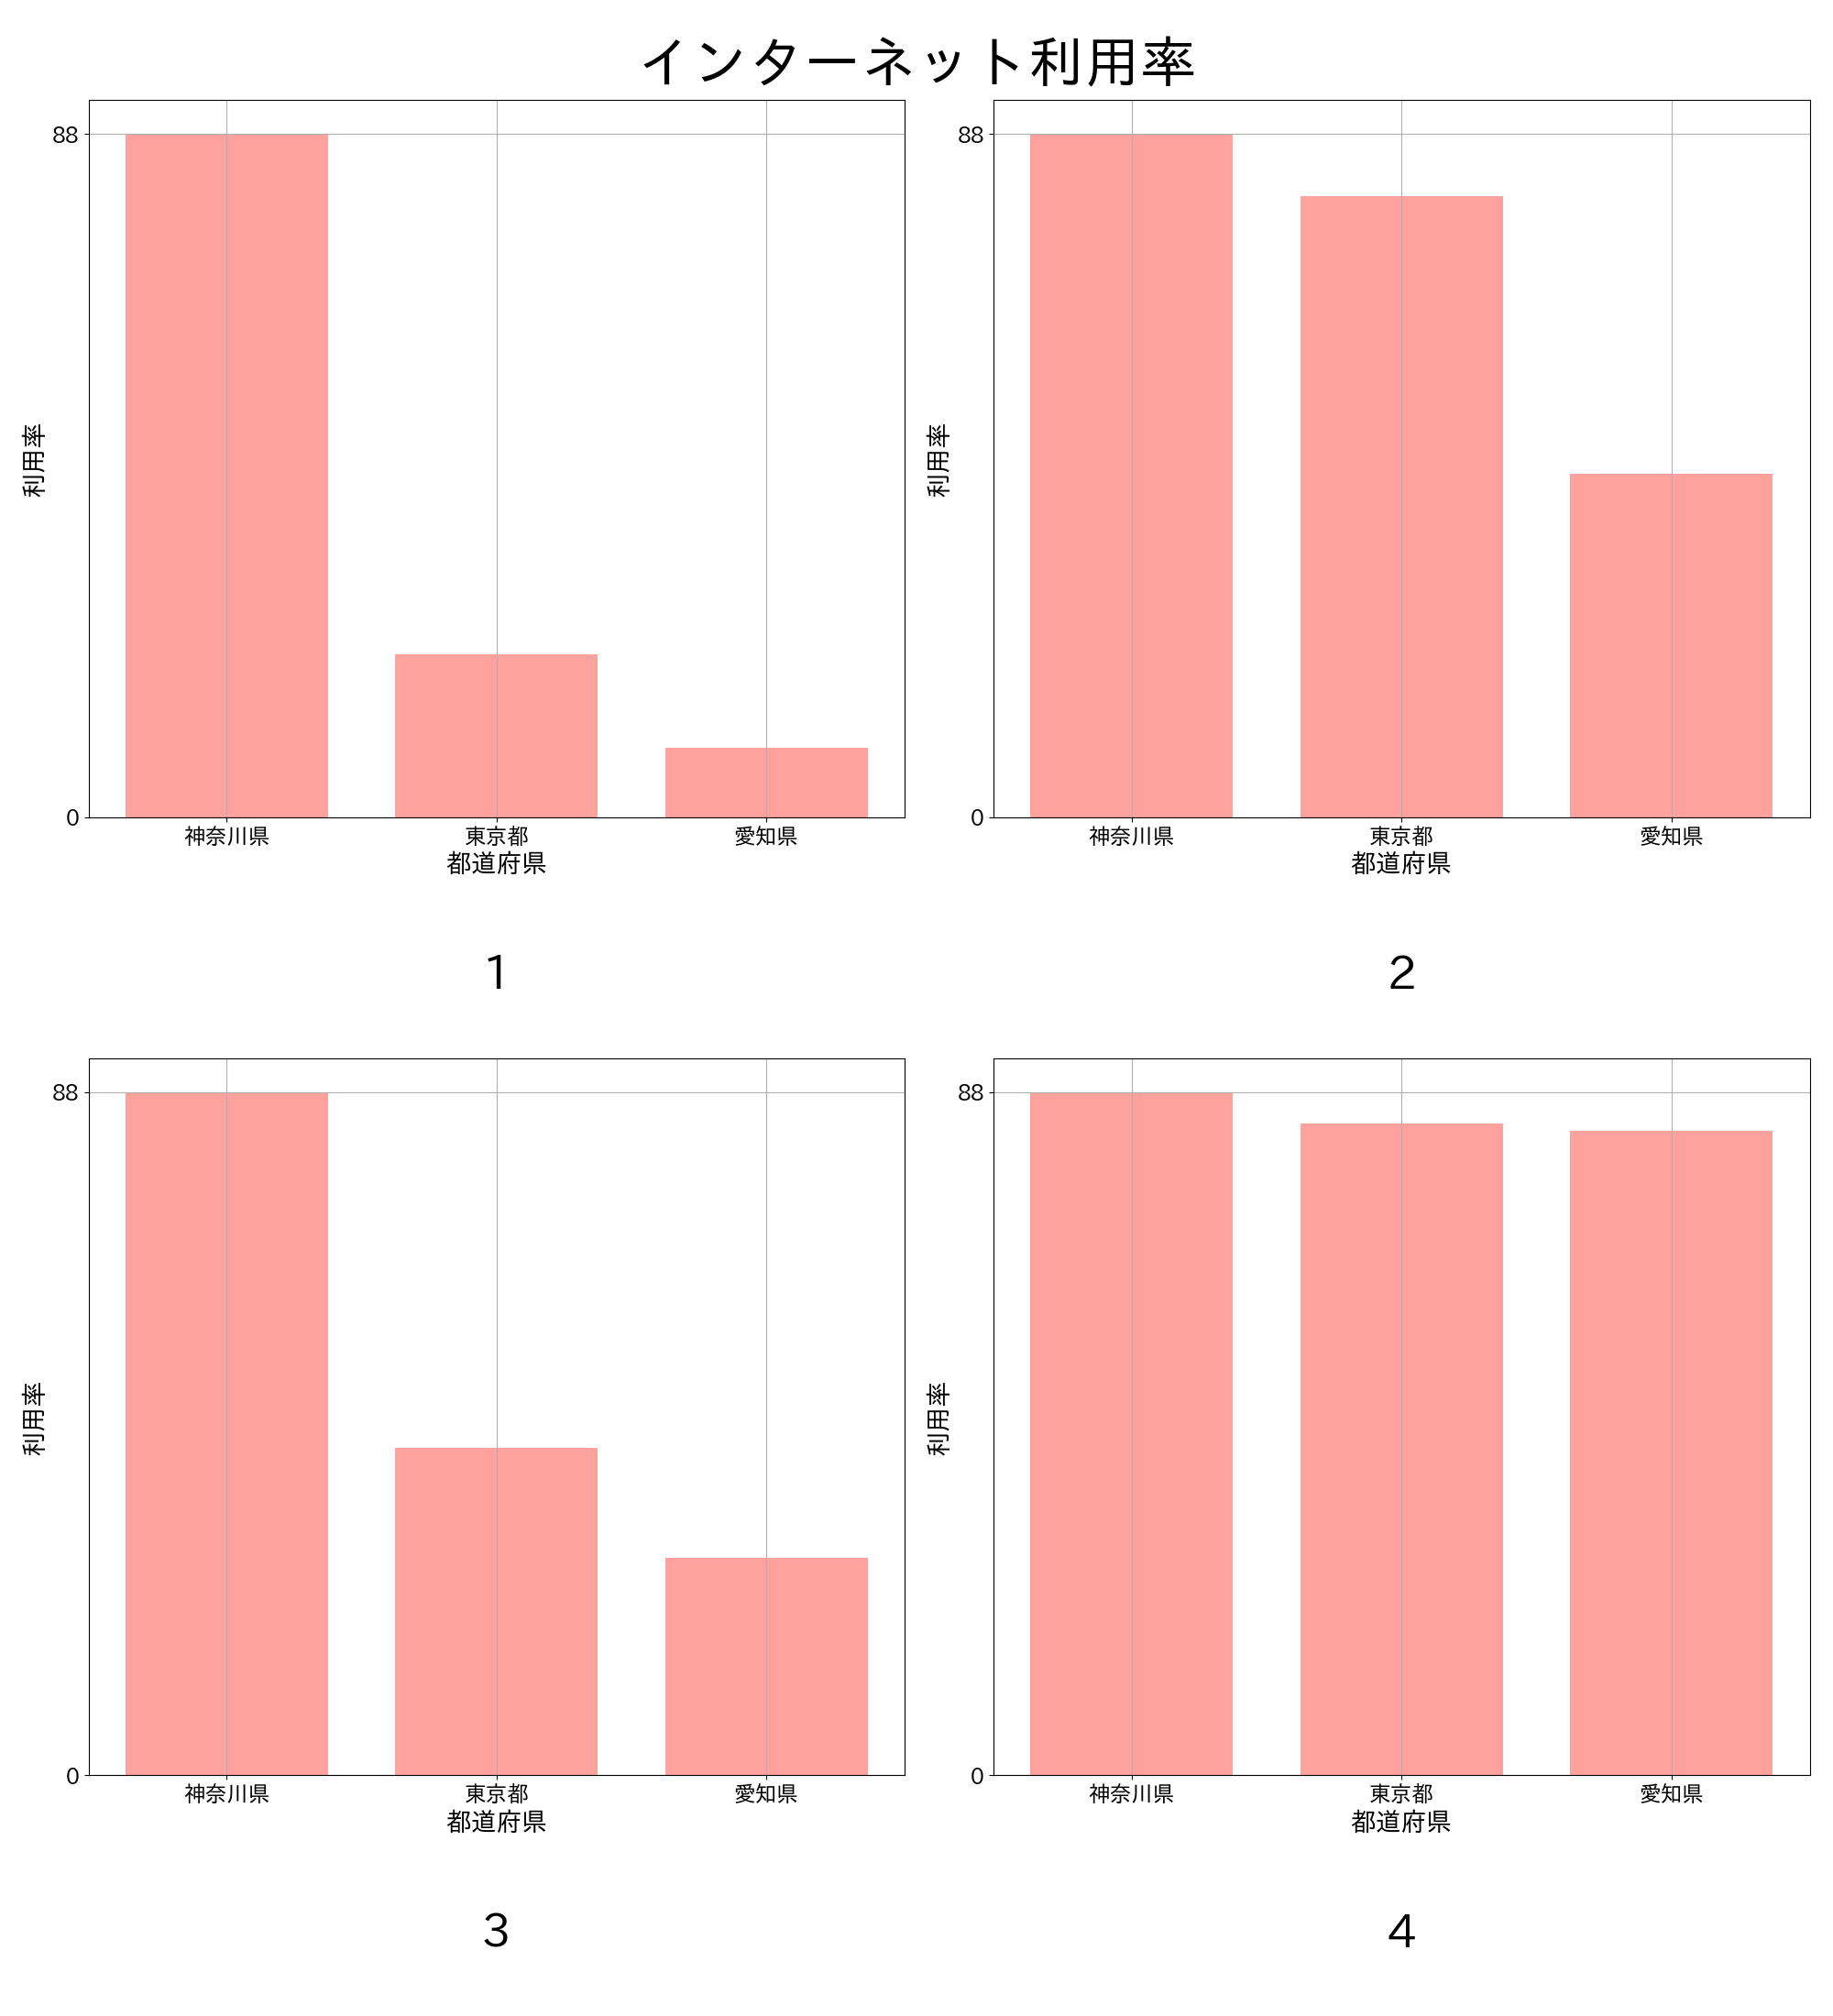 インターネット利用率
88
利用率
0
神奈川県 東京都 愛知県
都道府県
1
88
利用率
0
神奈川県 東京都 愛知県
都道府県
2
88
利用率
0
神奈川県 東京都 愛知県
都道府県
3
88
利用率
0
神奈川県 東京都 愛知県
都道府県
4